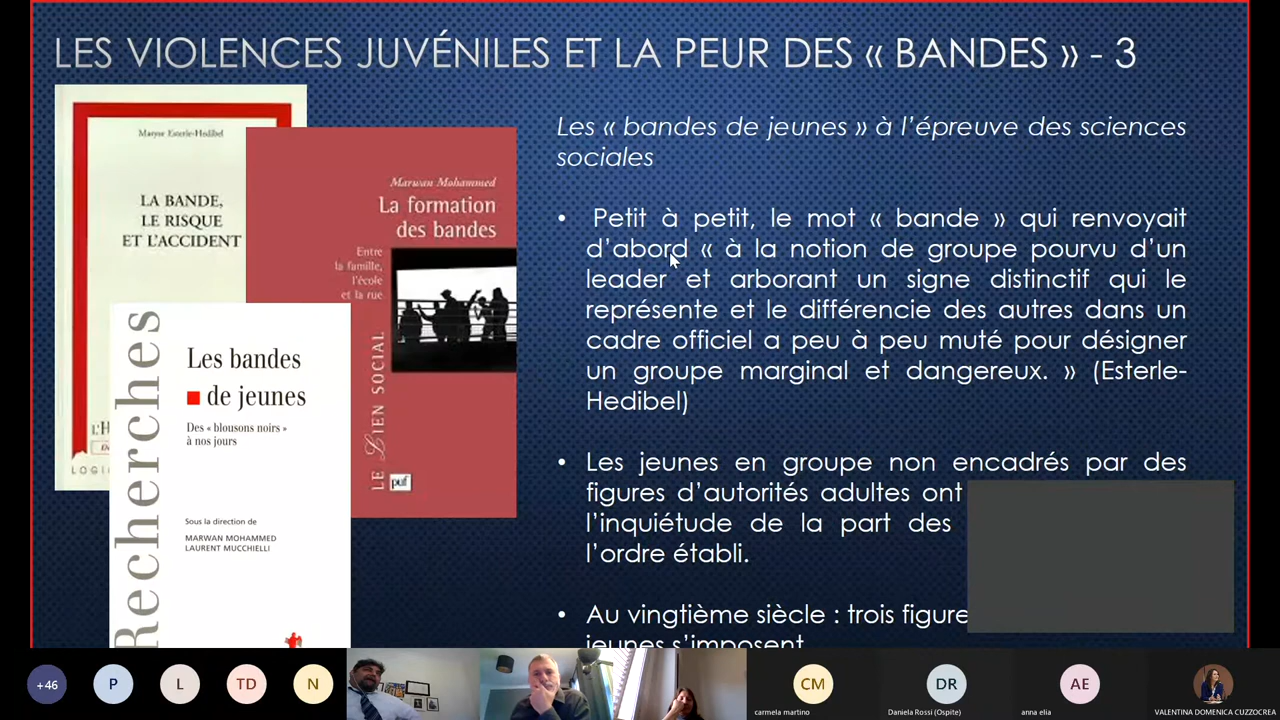 LES VIOLENCES JUVÉNILES ET LA PEUR DES « BANDES » - 3
Maryse Esterle-Hedibel
LA BANDE,
LE RISQUE
ET L'ACCIDENT
LOGI
Marwan Mohammed
La formation
des bandes
Entre
la famille,
l'école
et la rue
LE LIEN SOCIAL
puf
Recherches
Les bandes
de jeunes
Des « blousons noirs »
à nos jours
Sous la direction de
MARWAN MOHAMMED
LAURENT MUCCHIELLI
Les « bandes de jeunes » à l'épreuve des sciences
sociales
• Petit à petit, le mot « bande » qui renvoyait
d'abord « à la notion de groupe pourvu d'un
leader et arborant un signe distinctif qui le
représente et le différencie des autres dans un
cadre officiel a peu à peu muté pour désigner
un groupe marginal et dangereux. » (Esterle-
Hedibel)
• Les jeunes en groupe non encadrés par des
figures d'autorités adultes ont
l'inquiétude de la part des
l'ordre établi.
• Au vingtième siècle : trois figure
jeunes s'imposent
+46
P
L
TD
N
CM
carmela martino
DR
Daniela Rossi (Ospite)
AE
anna elia
VALENTINA DOMENICA CUZZOCREA